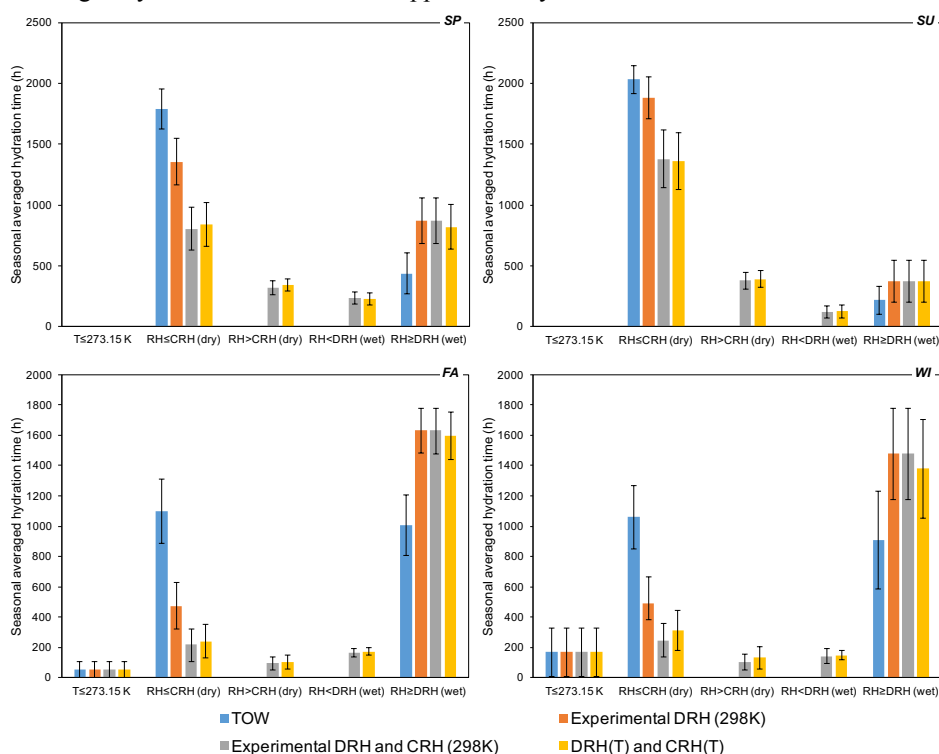 SP
Seasonal averaged hydration time (h)
2500
2000
1500
1000
500
0
T≤273.15 K RH≤CRH (dry) RH>CRH (dry) RH<DRH (wet) RH≥DRH (wet)
SU
Seasonal averaged hydration time (h)
2500
2000
1500
1000
500
0
T≤273.15 K RH≤CRH (dry) RH>CRH (dry) RH<DRH (wet) RH≥DRH (wet)
FA
Seasonal averaged hydration time (h)
2000
1800
1600
1400
1200
1000
800
600
400
200
0
T≤273.15 K RH≤CRH (dry) RH>CRH (dry) RH<DRH (wet) RH≥DRH (wet)
WI
Seasonal averaged hydration time (h)
2000
1800
1600
1400
1200
1000
800
600
400
200
0
T≤273.15 K RH≤CRH (dry) RH>CRH (dry) RH<DRH (wet) RH≥DRH (wet)
TOW
Experimental DRH (298K)
Experimental DRH and CRH (298K)
DRH(T) and CRH(T)